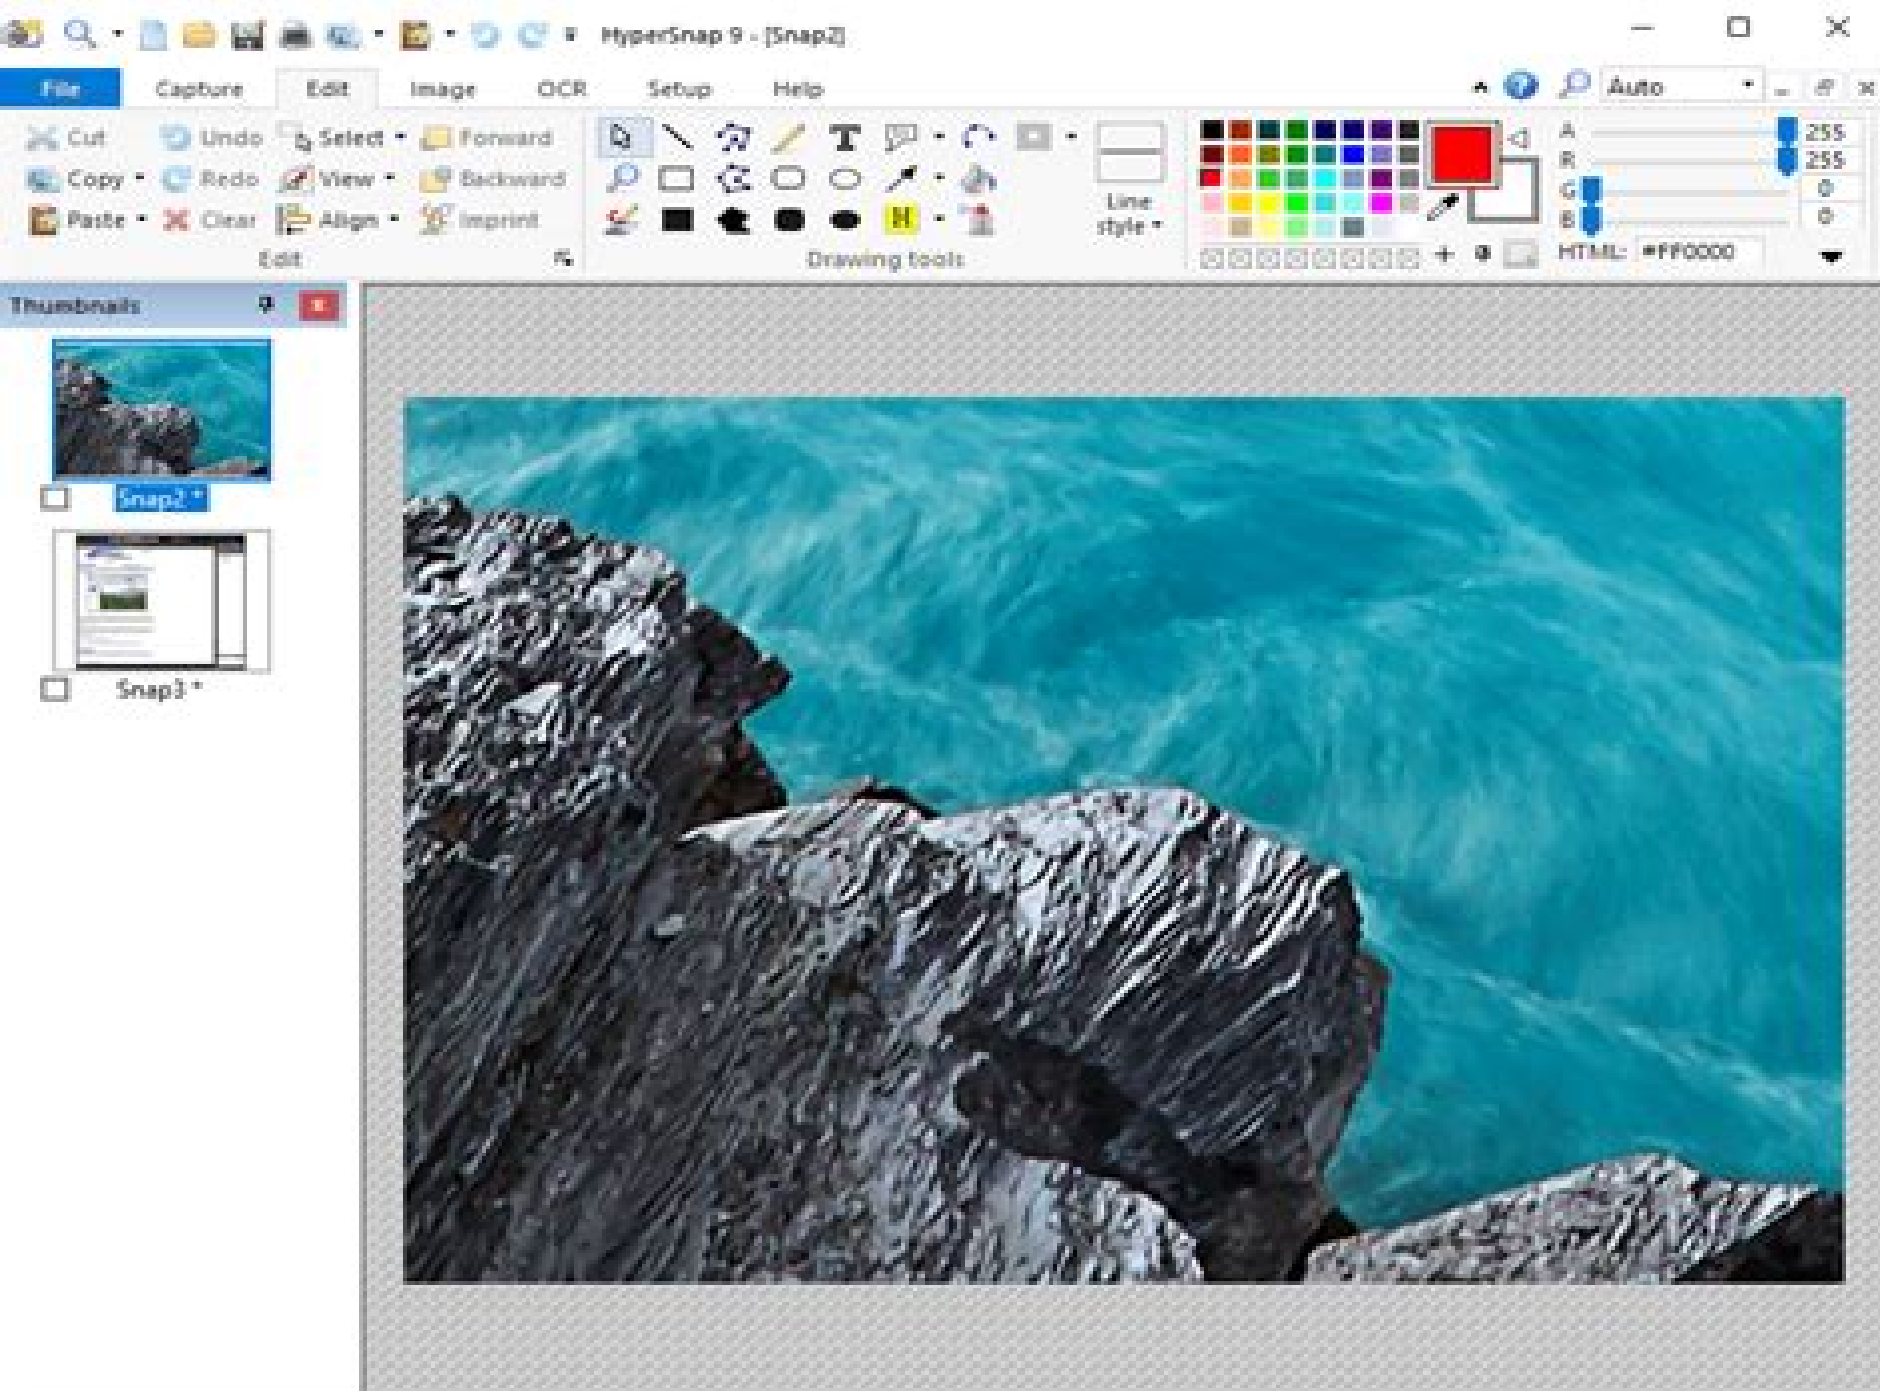 HyperSnap 9 - [Snap2]
File Capture Edit Image OCR Setup Help Auto
Cut Undo Select Forward
Copy Redo View Backward
Paste Clear Align Imprint
Edit
T
H
Drawing tools
Line
style
A 255
R 255
G 0
B 0
HTML: #FF0000
Thumbnails
Snap2 *
Snap3 *